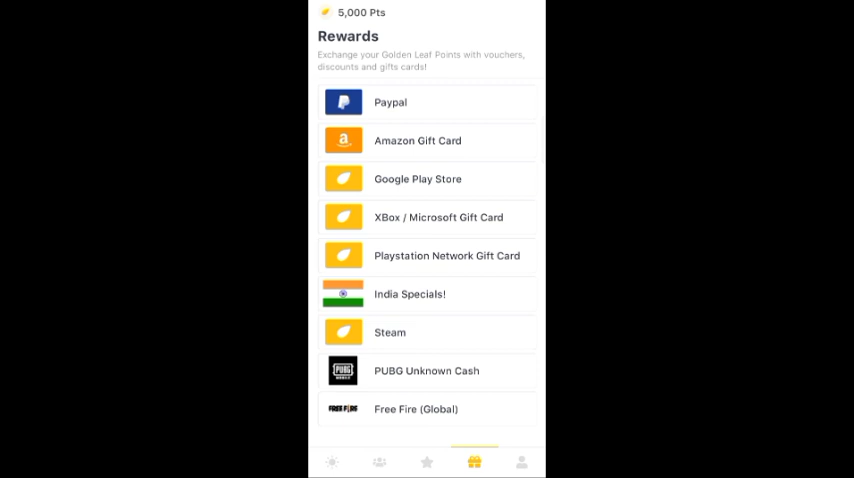 5,000 Pts
Rewards
Exchange your Golden Leaf Points with vouchers,
discounts and gifts cards!
Paypal
a
Amazon Gift Card
Google Play Store
XBox / Microsoft Gift Card
Playstation Network Gift Card
India Specials!
Steam
PUBG
MOBILE
PUBG Unknown Cash
FREE FIRE
Free Fire (Global)